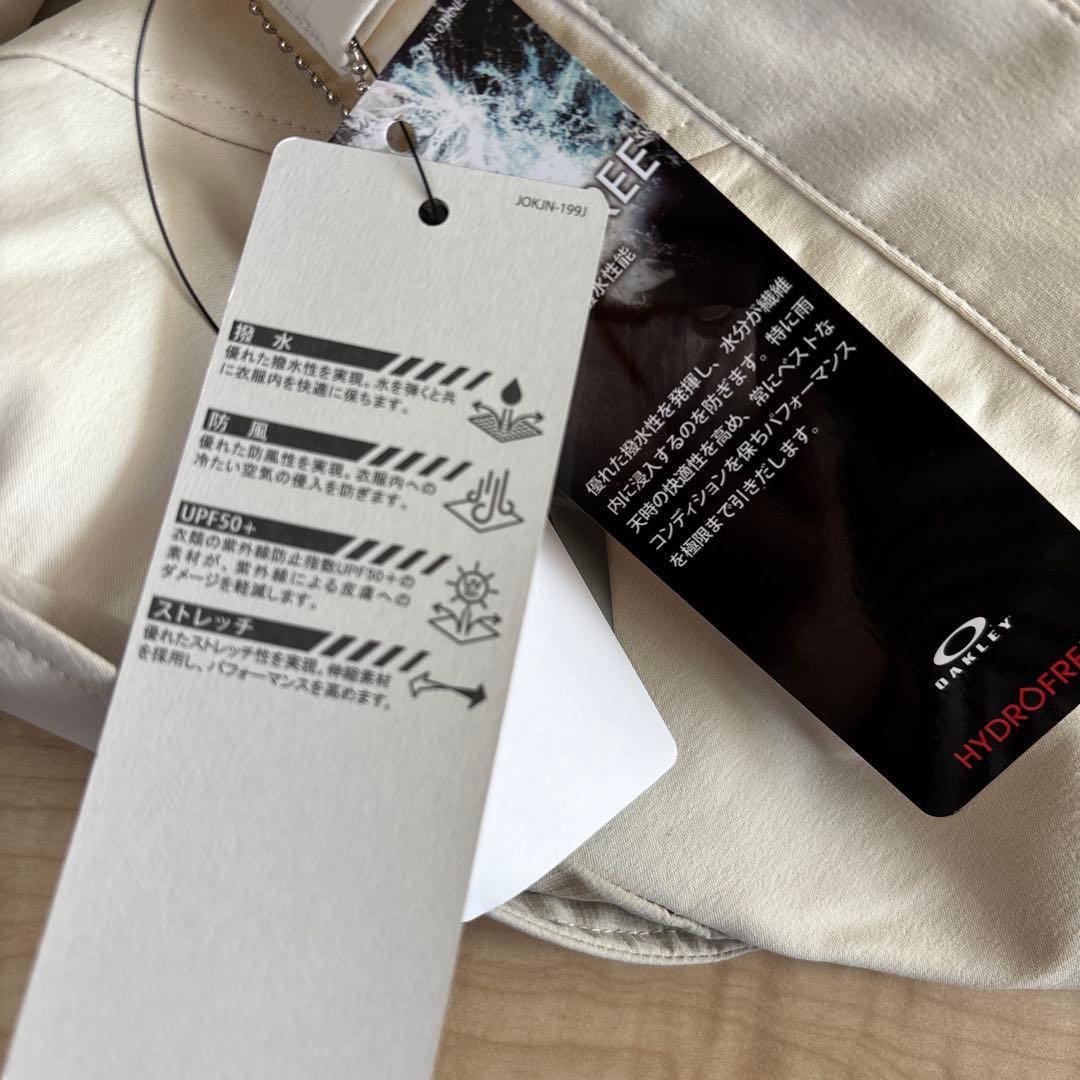 JOKJN-199J
撥 水
優れた撥水性を実現。水を弾くと共
に衣服内を快適に保ちます。
防 風
優れた防風性を実現。衣服内への
冷たい空気の侵入を防ぎます。
UPF50+
衣類の紫外線防止指数UPF50+の
素材が、紫外線による皮膚への
ダメージを軽減します。
ストレッチ
優れたストレッチ性を実現。伸縮素材
を採用し、パフォーマンスを高めます。
REE
撥水性能
優れた撥水性を発揮し、水分が繊維
内に浸入するのを防ぎます。特に雨
天時の快適性を高め、常にベストな
コンディションを保ちパフォーマンス
を極限まで引きだします。
OAKLEY
HYDROFRE